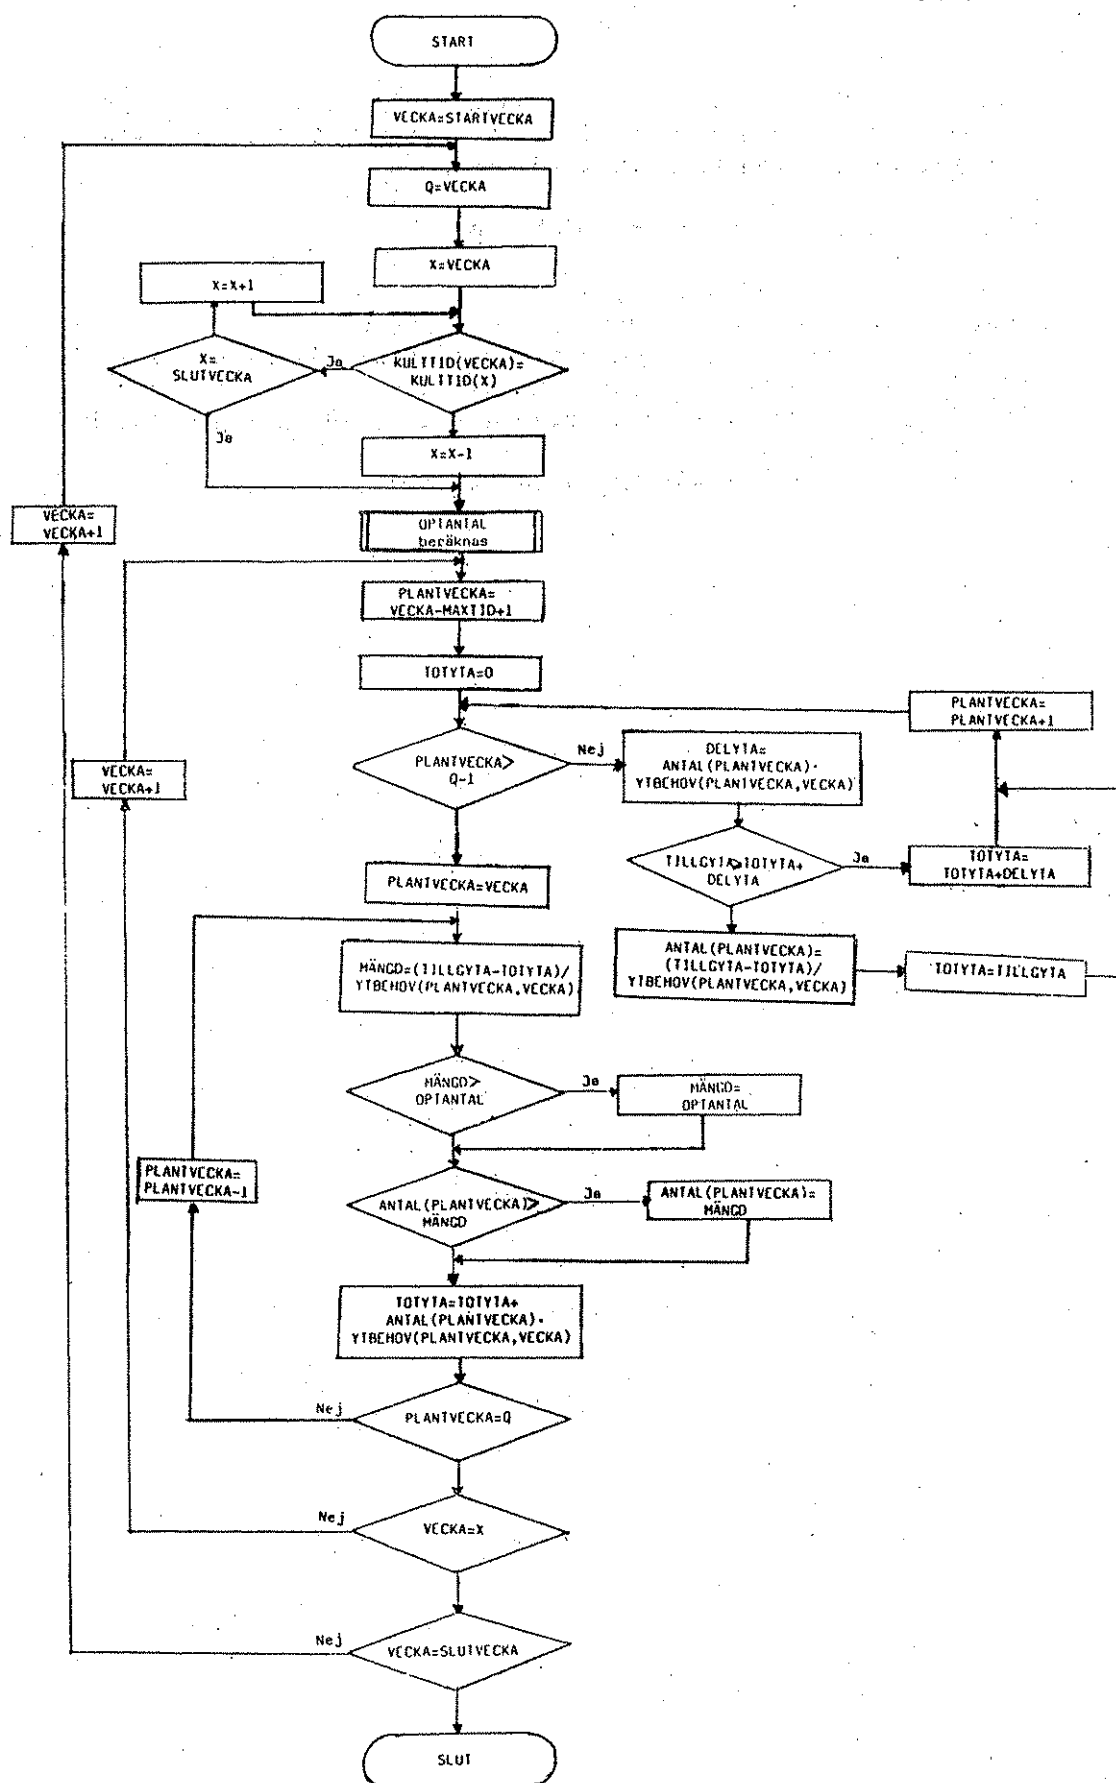 START
VECKA=STARTVECKA
Q=VECKA
X=VECKA
X=X+1
X=
SLUTVECKA
Ja
KULTTID(VECKA)=
KULTTID(X)
Ja
X=X-1
VECKA=
VECKA+1
OPTANTAL
beräknas
PLANTVECKA=
VECKA-MAXTID+1
TOTYTA=0
PLANTVECKA=
PLANTVECKA+1
VECKA=
VECKA+1
PLANTVECKA>
Q-1
Nej
DELYTA=
ANTAL(PLANTVECKA)·
YTBEHOV(PLANTVECKA,VECKA)
TILLGYTA>TOTYTA+
DELYTA
Ja
TOTYTA=
TOTYTA+DELYTA
PLANTVECKA=VECKA
MÄNGD=(TILLGYTA-TOTYTA)/
YTBEHOV(PLANTVECKA,VECKA)
ANTAL(PLANTVECKA)=
(TILLGYTA-TOTYTA)/
YTBEHOV(PLANTVECKA,VECKA)
TOTYTA=TILLGYTA
MÄNGD>
OPTANTAL
Ja
MÄNGD=
OPTANTAL
PLANTVECKA=
PLANTVECKA-1
ANTAL(PLANTVECKA)>
MÄNGD
Ja
ANTAL(PLANTVECKA)=
MÄNGD
TOTYTA=TOTYTA+
ANTAL(PLANTVECKA)·
YTBEHOV(PLANTVECKA,VECKA)
Nej
PLANTVECKA=Q
Nej
VECKA=X
Nej
VECKA=SLUTVECKA
SLUT